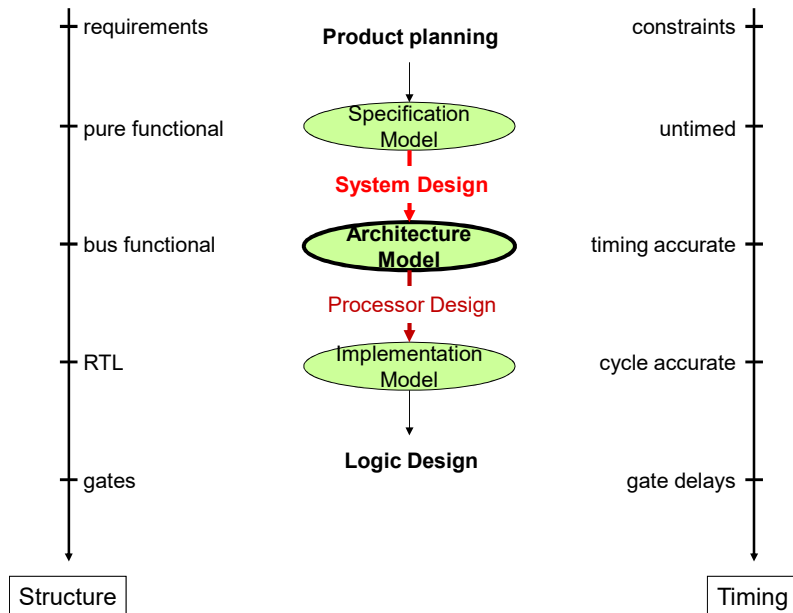 requirements
Product planning
constraints
pure functional
Specification
Model
untimed
System Design
bus functional
Architecture
Model
timing accurate
Processor Design
RTL
Implementation
Model
cycle accurate
Logic Design
gates
gate delays
Structure
Timing